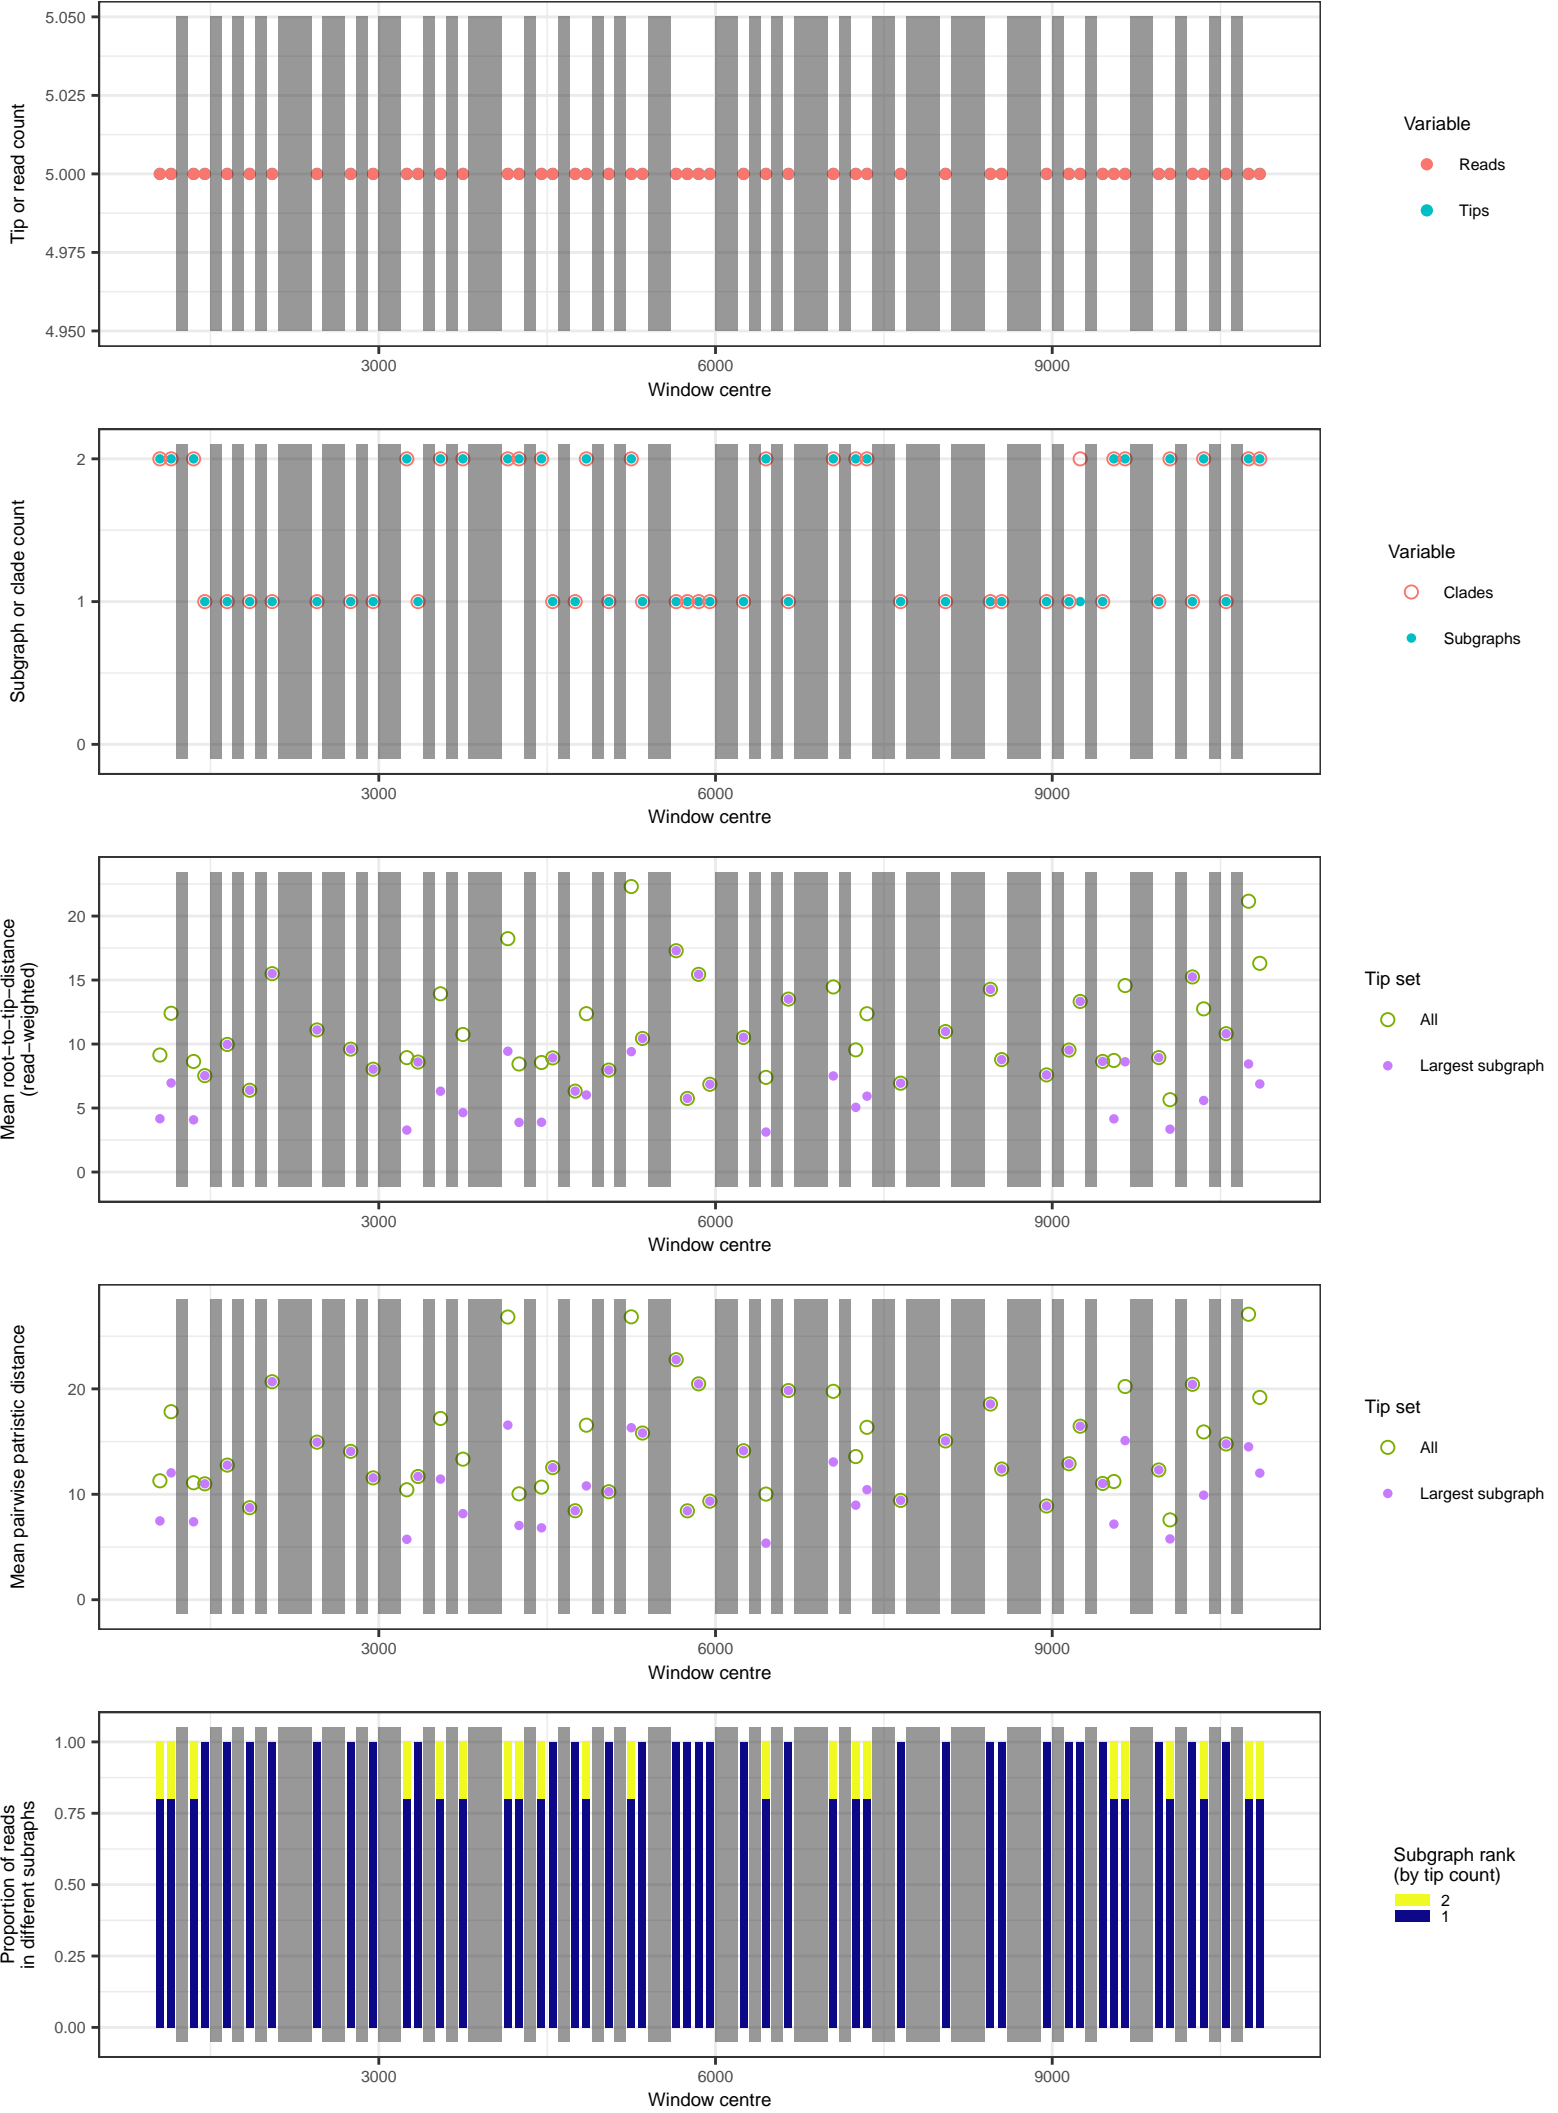 5.050
5.025
5.000
4.975
4.950
Tip or read count
3000 6000 9000
Window centre
Variable
Reads
Tips
2
1
0
Subgraph or clade count
3000 6000 9000
Window centre
Variable
Clades
Subgraphs
20
15
10
5
0
Mean root−to−tip−distance
(read−weighted)
3000 6000 9000
Window centre
Tip set
All
Largest subgraph
20
10
0
Mean pairwise patristic distance
3000 6000 9000
Window centre
Tip set
All
Largest subgraph
1.00
0.75
0.50
0.25
0.00
Proportion of reads
in different subraphs
3000 6000 9000
Window centre
Subgraph rank
(by tip count)
2
1